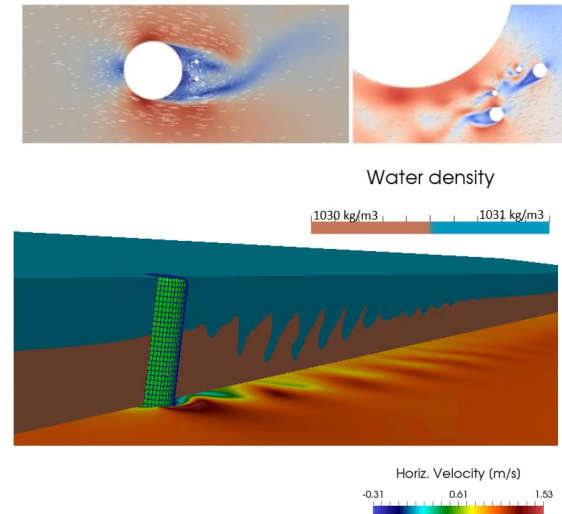 Water density
1030 kg/m3 1031 kg/m3
Horiz. Velocity (m/s)
-0.31 0.61 1.53